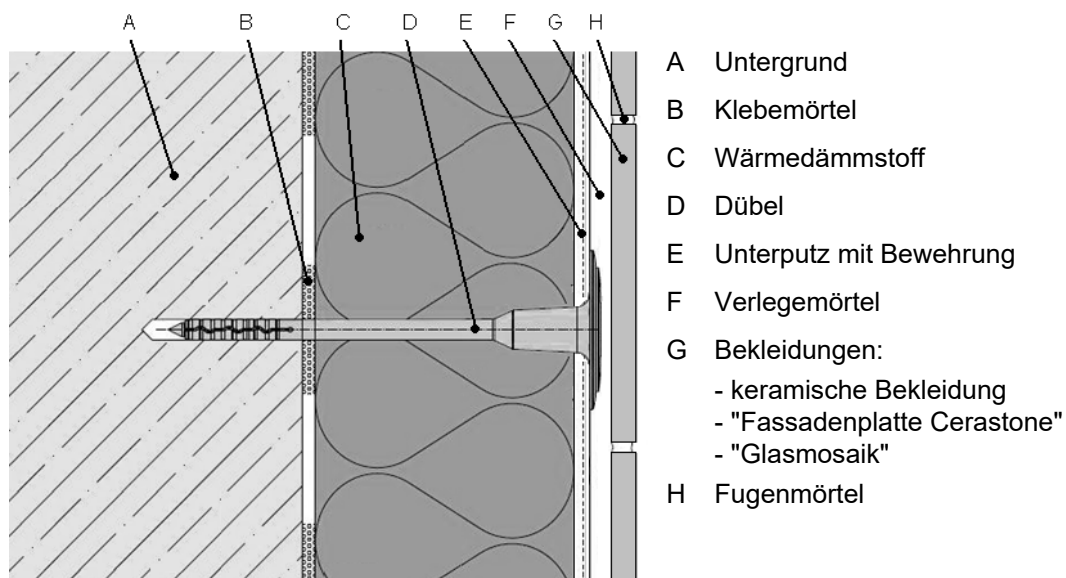 A B C D E F G H
A Untergrund
B Klebemörtel
C Wärmedämmstoff
D Dübel
E Unterputz mit Bewehrung
F Verlegemörtel
G Bekleidungen:
- keramische Bekleidung
- "Fassadenplatte Cerastone"
- "Glasmosaik"
H Fugenmörtel